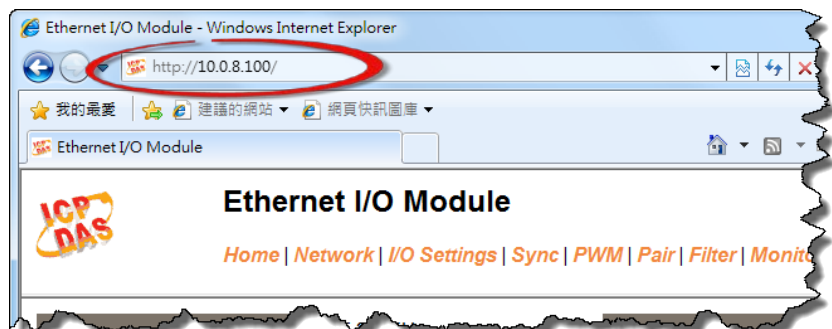 Ethernet I/O Module - Windows Internet Explorer
http://10.0.8.100/
我的最愛 建議的網站 網頁快訊圖庫
Ethernet I/O Module
ICP DAS
Ethernet I/O Module
Home | Network | I/O Settings | Sync | PWM | Pair | Filter | Monito